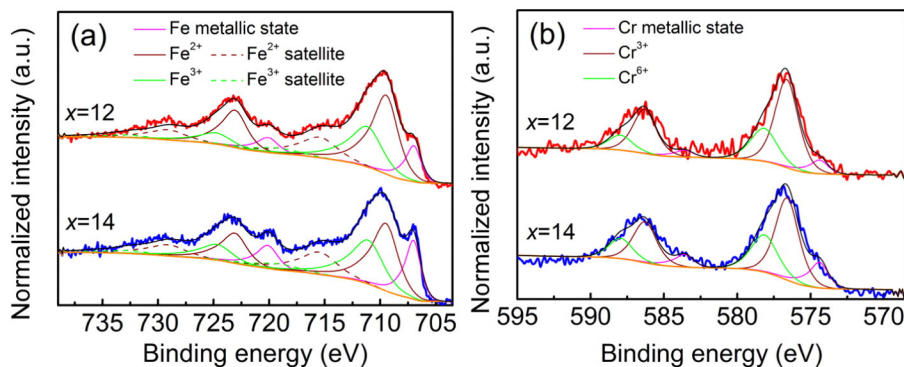 (a)
Fe metallic state
Fe²⁺ Fe²⁺ satellite
Fe³⁺ Fe³⁺ satellite
x=12
x=14
Normalized intensity (a.u.)
735 730 725 720 715 710 705
Binding energy (eV)
(b)
Cr metallic state
Cr³⁺
Cr⁶⁺
x=12
x=14
Normalized intensity (a.u.)
595 590 585 580 575 570
Binding energy (eV)